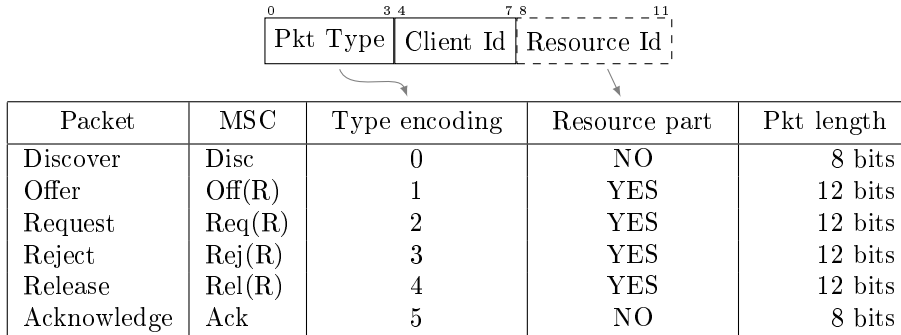 0 3 4 7 8 11
Pkt Type Client Id Resource Id
Packet MSC Type encoding Resource part Pkt length
Discover Disc 0 NO 8 bits
Offer Off(R) 1 YES 12 bits
Request Req(R) 2 YES 12 bits
Reject Rej(R) 3 YES 12 bits
Release Rel(R) 4 YES 12 bits
Acknowledge Ack 5 NO 8 bits